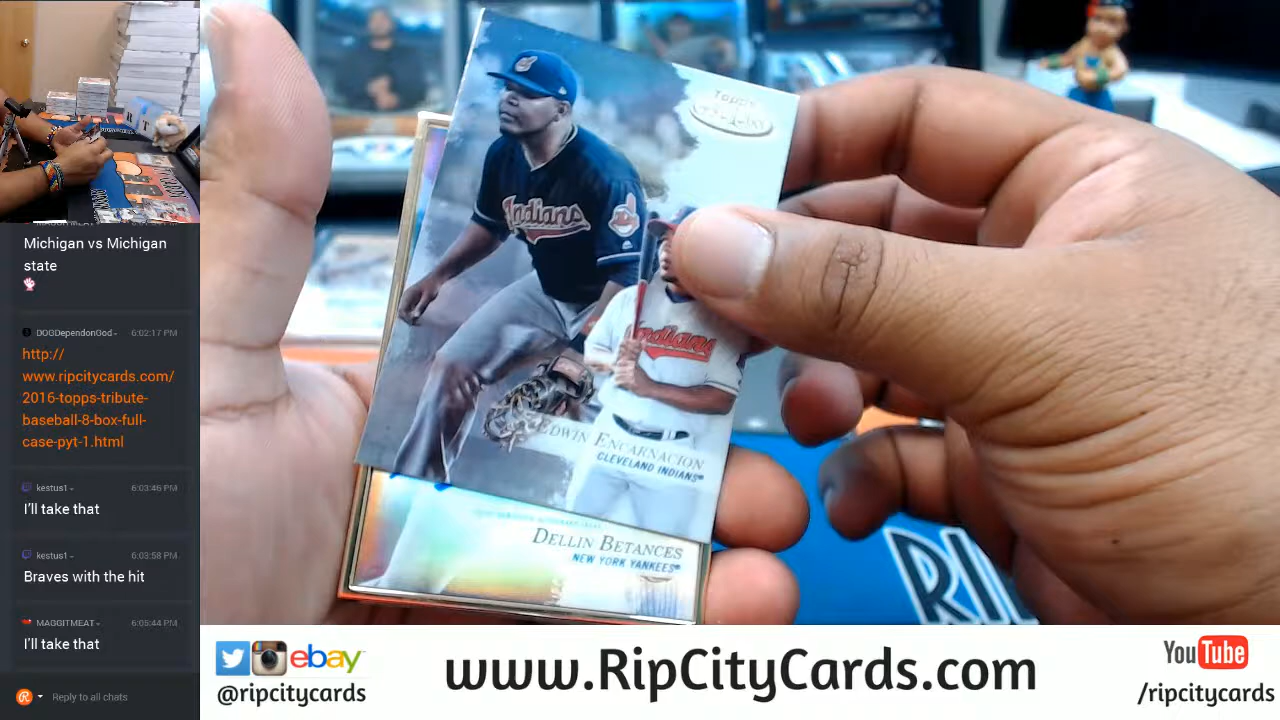 MAGGITMEAT
Michigan vs Michigan
state
DOGDependonGod 6:02:17 PM
http://
www.ripcitycards.com/
2016-topps-tribute-
baseball-8-box-full-
case-pyt-1.html
kestus1 6:03:46 PM
I'll take that
kestus1 6:03:58 PM
Braves with the hit
MAGGITMEAT 6:05:44 PM
I'll take that
Reply to all chats
Topps
Indians
Indians
EDWIN ENCARNACION
CLEVELAND INDIANS®
DELLIN BETANCES
NEW YORK YANKEES®
RI
ebay
@ripcitycards
www.RipCityCards.com
YouTube
/ripcitycards